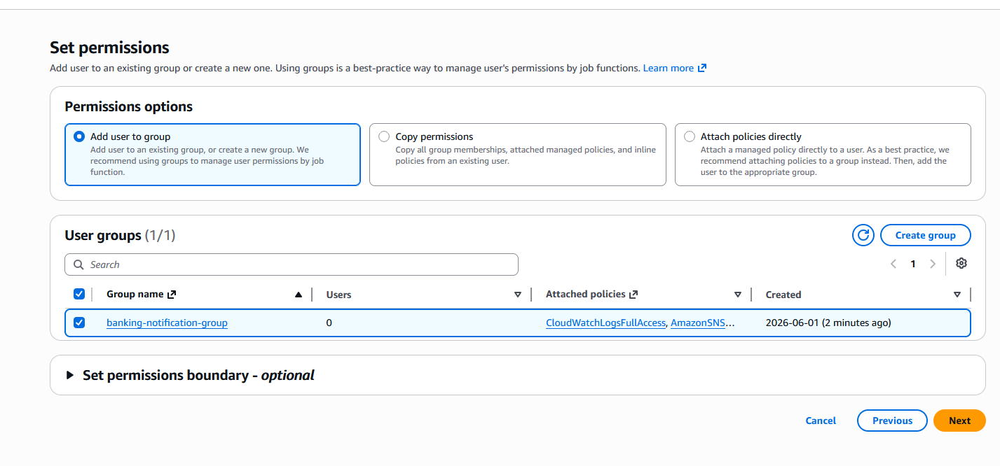 Set permissions
Add user to an existing group or create a new one. Using groups is a best-practice way to manage user's permissions by job functions. Learn more
Permissions options
Add user to group
Add user to an existing group, or create a new group. We
recommend using groups to manage user permissions by job
function.
Copy permissions
Copy all group memberships, attached managed policies, and inline
policies from an existing user.
Attach policies directly
Attach a managed policy directly to a user. As a best practice, we
recommend attaching policies to a group instead. Then, add the
user to the appropriate group.
User groups (1/1)
Create group
Search
1
Group name Users Attached policies Created
banking-notification-group 0 CloudWatchLogsFullAccess, AmazonSNS... 2026-06-01 (2 minutes ago)
Set permissions boundary - optional
Cancel Previous Next